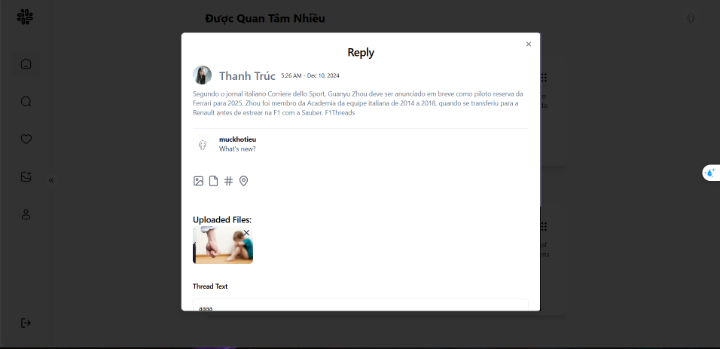 Được Quan Tâm Nhiều
Reply
Thanh Trúc 5:26 AM - Dec 10, 2024
Segundo o jornal italiano Corriere dello Sport, Guanyu Zhou deve ser anunciado em breve como piloto reserva da
Ferrari para 2025. Zhou foi membro da Academia da equipe italiana de 2014 a 2018, quando se transferiu para a
Renault antes de estrear na F1 com a Sauber. F1Threads
muckhotieu
What's new?
Uploaded Files:
Thread Text